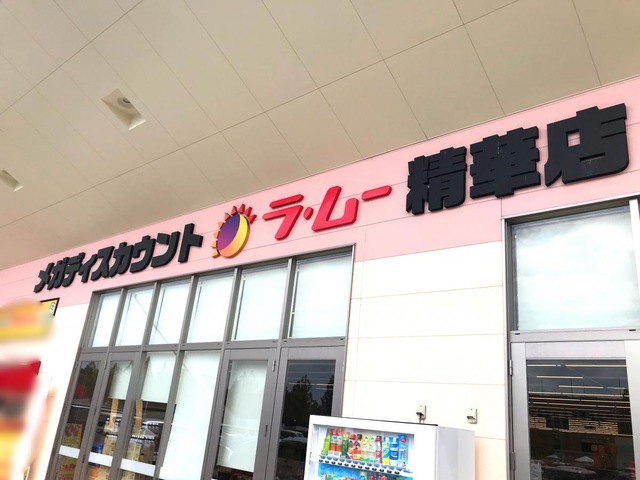 メガディスカウント ラ・ムー 精華店